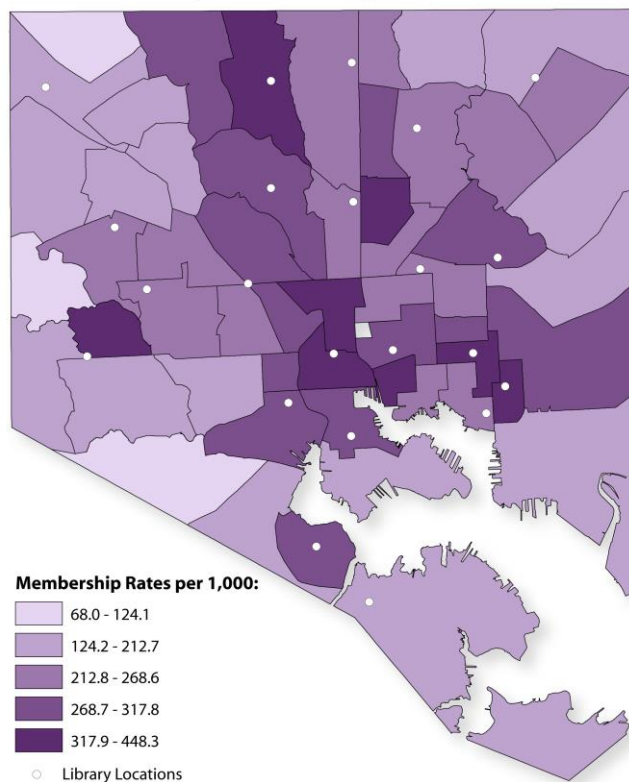 Membership Rates per 1,000:
68.0 - 124.1
124.2 - 212.7
212.8 - 268.6
268.7 - 317.8
317.9 - 448.3
Library Locations